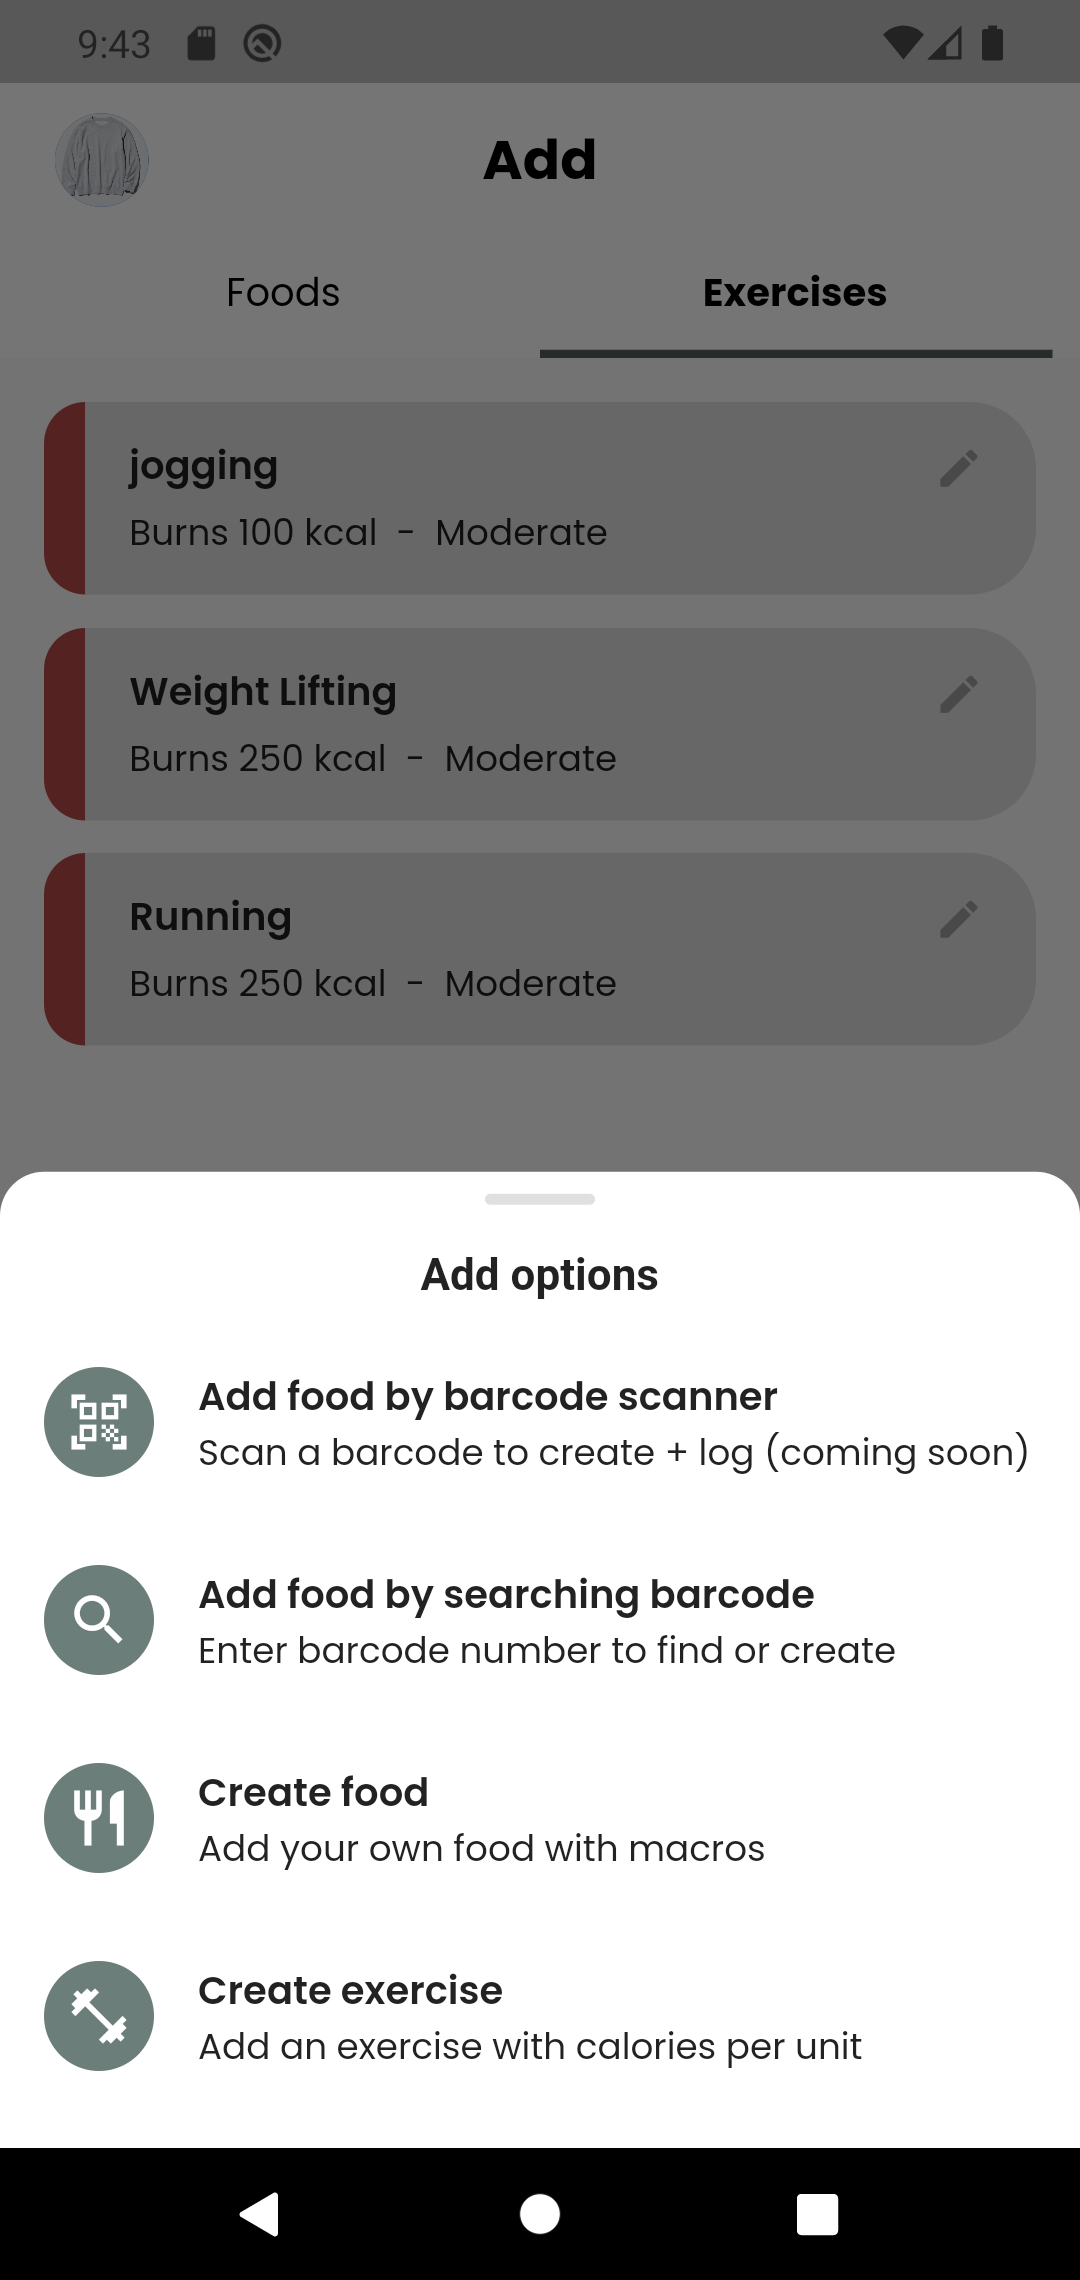 9:43
Add
Foods
Exercises
jogging
Burns 100 kcal - Moderate
Weight Lifting
Burns 250 kcal - Moderate
Running
Burns 250 kcal - Moderate
Add options
Add food by barcode scanner
Scan a barcode to create + log (coming soon)
Add food by searching barcode
Enter barcode number to find or create
Create food
Add your own food with macros
Create exercise
Add an exercise with calories per unit